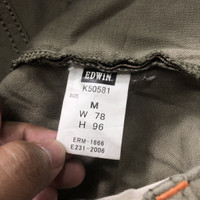 EDWIN
K50581
SIZE M
W 78
H 96
ERM-1666
E231-2006